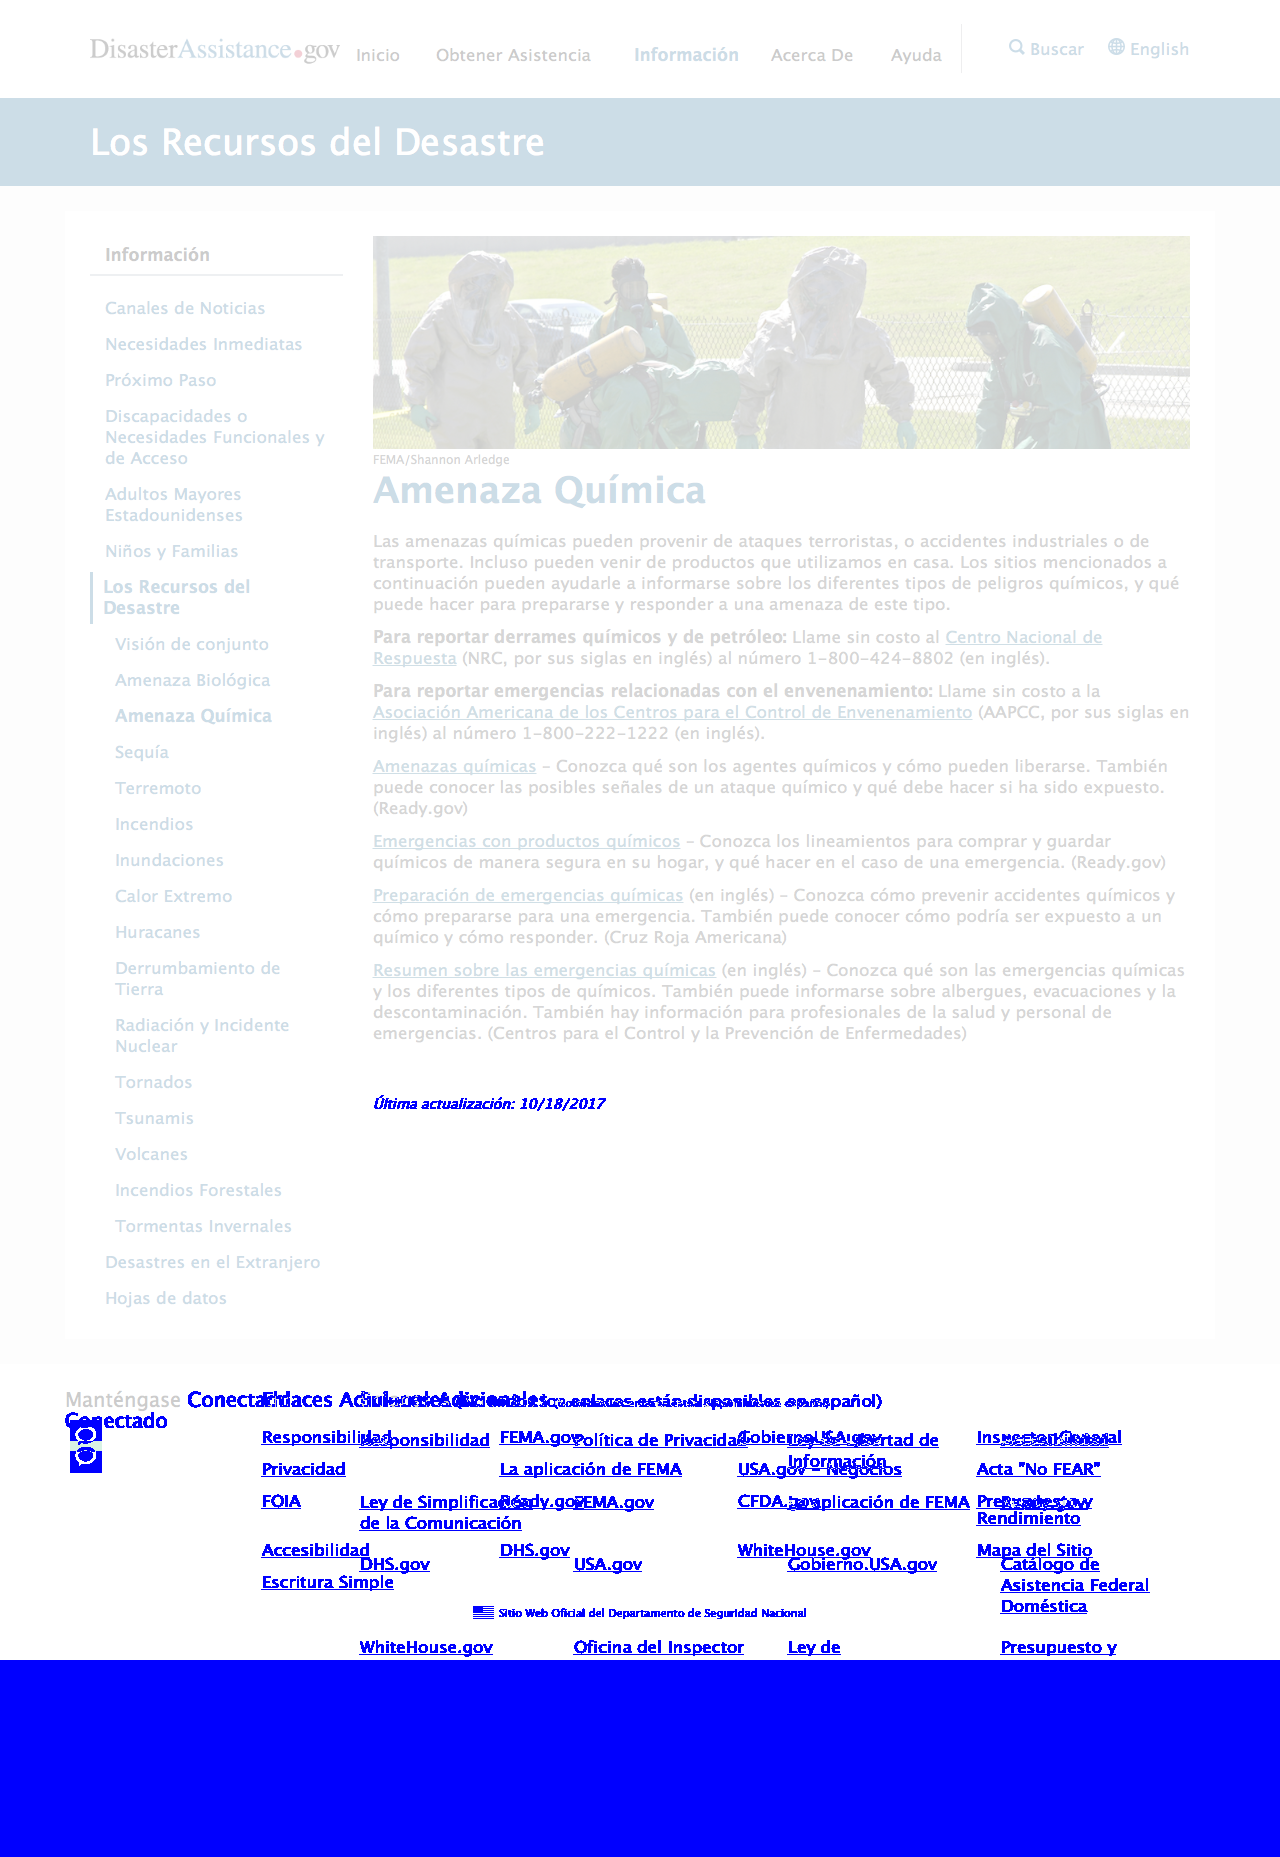 DisasterAssistance.gov
Inicio Obtener Asistencia Información Acerca De Ayuda Buscar English
Los Recursos del Desastre
Información
Canales de Noticias
Necesidades Inmediatas
Próximo Paso
Discapacidades o
Necesidades Funcionales y
de Acceso
Adultos Mayores
Estadounidenses
Niños y Familias
Los Recursos del
Desastre
Visión de conjunto
Amenaza Biológica
Amenaza Química
Sequía
Terremoto
Incendios
Inundaciones
Calor Extremo
Huracanes
Derrumbamiento de
Tierra
Radiación y Incidente
Nuclear
Tornados
Tsunamis
Volcanes
Incendios Forestales
Tormentas Invernales
Desastres en el Extranjero
Hojas de datos
FEMA/Shannon Arledge
Amenaza Química
Las amenazas químicas pueden provenir de ataques terroristas, o accidentes industriales o de
transporte. Incluso pueden venir de productos que utilizamos en casa. Los sitios mencionados a
continuación pueden ayudarle a informarse sobre los diferentes tipos de peligros químicos, y qué
puede hacer para prepararse y responder a una amenaza de este tipo.
Para reportar derrames químicos y de petróleo: Llame sin costo al Centro Nacional de
Respuesta (NRC, por sus siglas en inglés) al número 1-800-424-8802 (en inglés).
Para reportar emergencias relacionadas con el envenenamiento: Llame sin costo a la
Asociación Americana de los Centros para el Control de Envenenamiento (AAPCC, por sus siglas en
inglés) al número 1-800-222-1222 (en inglés).
Amenazas químicas – Conozca qué son los agentes químicos y cómo pueden liberarse. También
puede conocer las posibles señales de un ataque químico y qué debe hacer si ha sido expuesto.
(Ready.gov)
Emergencias con productos químicos – Conozca los lineamientos para comprar y guardar
químicos de manera segura en su hogar, y qué hacer en el caso de una emergencia. (Ready.gov)
Preparación de emergencias químicas (en inglés) – Conozca cómo prevenir accidentes químicos y
cómo prepararse para una emergencia. También puede conocer cómo podría ser expuesto a un
químico y cómo responder. (Cruz Roja Americana)
Resumen sobre las emergencias químicas (en inglés) – Conozca qué son las emergencias químicas
y los diferentes tipos de químicos. También puede informarse sobre albergues, evacuaciones y la
descontaminación. También hay información para profesionales de la salud y personal de
emergencias. (Centros para el Control y la Prevención de Enfermedades)
Última actualización: 10/18/2017
Manténgase
Conectado
enlaces están disponibles en español)
Responsibilidad Responsibilidad FEMA.gov Política de Privacidad Gobierno.USA.gov Ley de Libertad de Inspector General
Información
Privacidad La aplicación de FEMA USA.gov – Negocios Acta "No FEAR"
FOIA Ley de Simplificación Ready.gov FEMA.gov CFDA.gov La aplicación de FEMA
de la Comunicación Rendimiento
Accesibilidad DHS.gov WhiteHouse.gov Mapa del Sitio
DHS.gov USA.gov Gobierno.USA.gov Catálogo de
Escritura Simple Asistencia Federal
Doméstica
Sitio Web Oficial del Departamento de Seguridad Nacional
WhiteHouse.gov Oficina del Inspector Ley de Presupuesto y